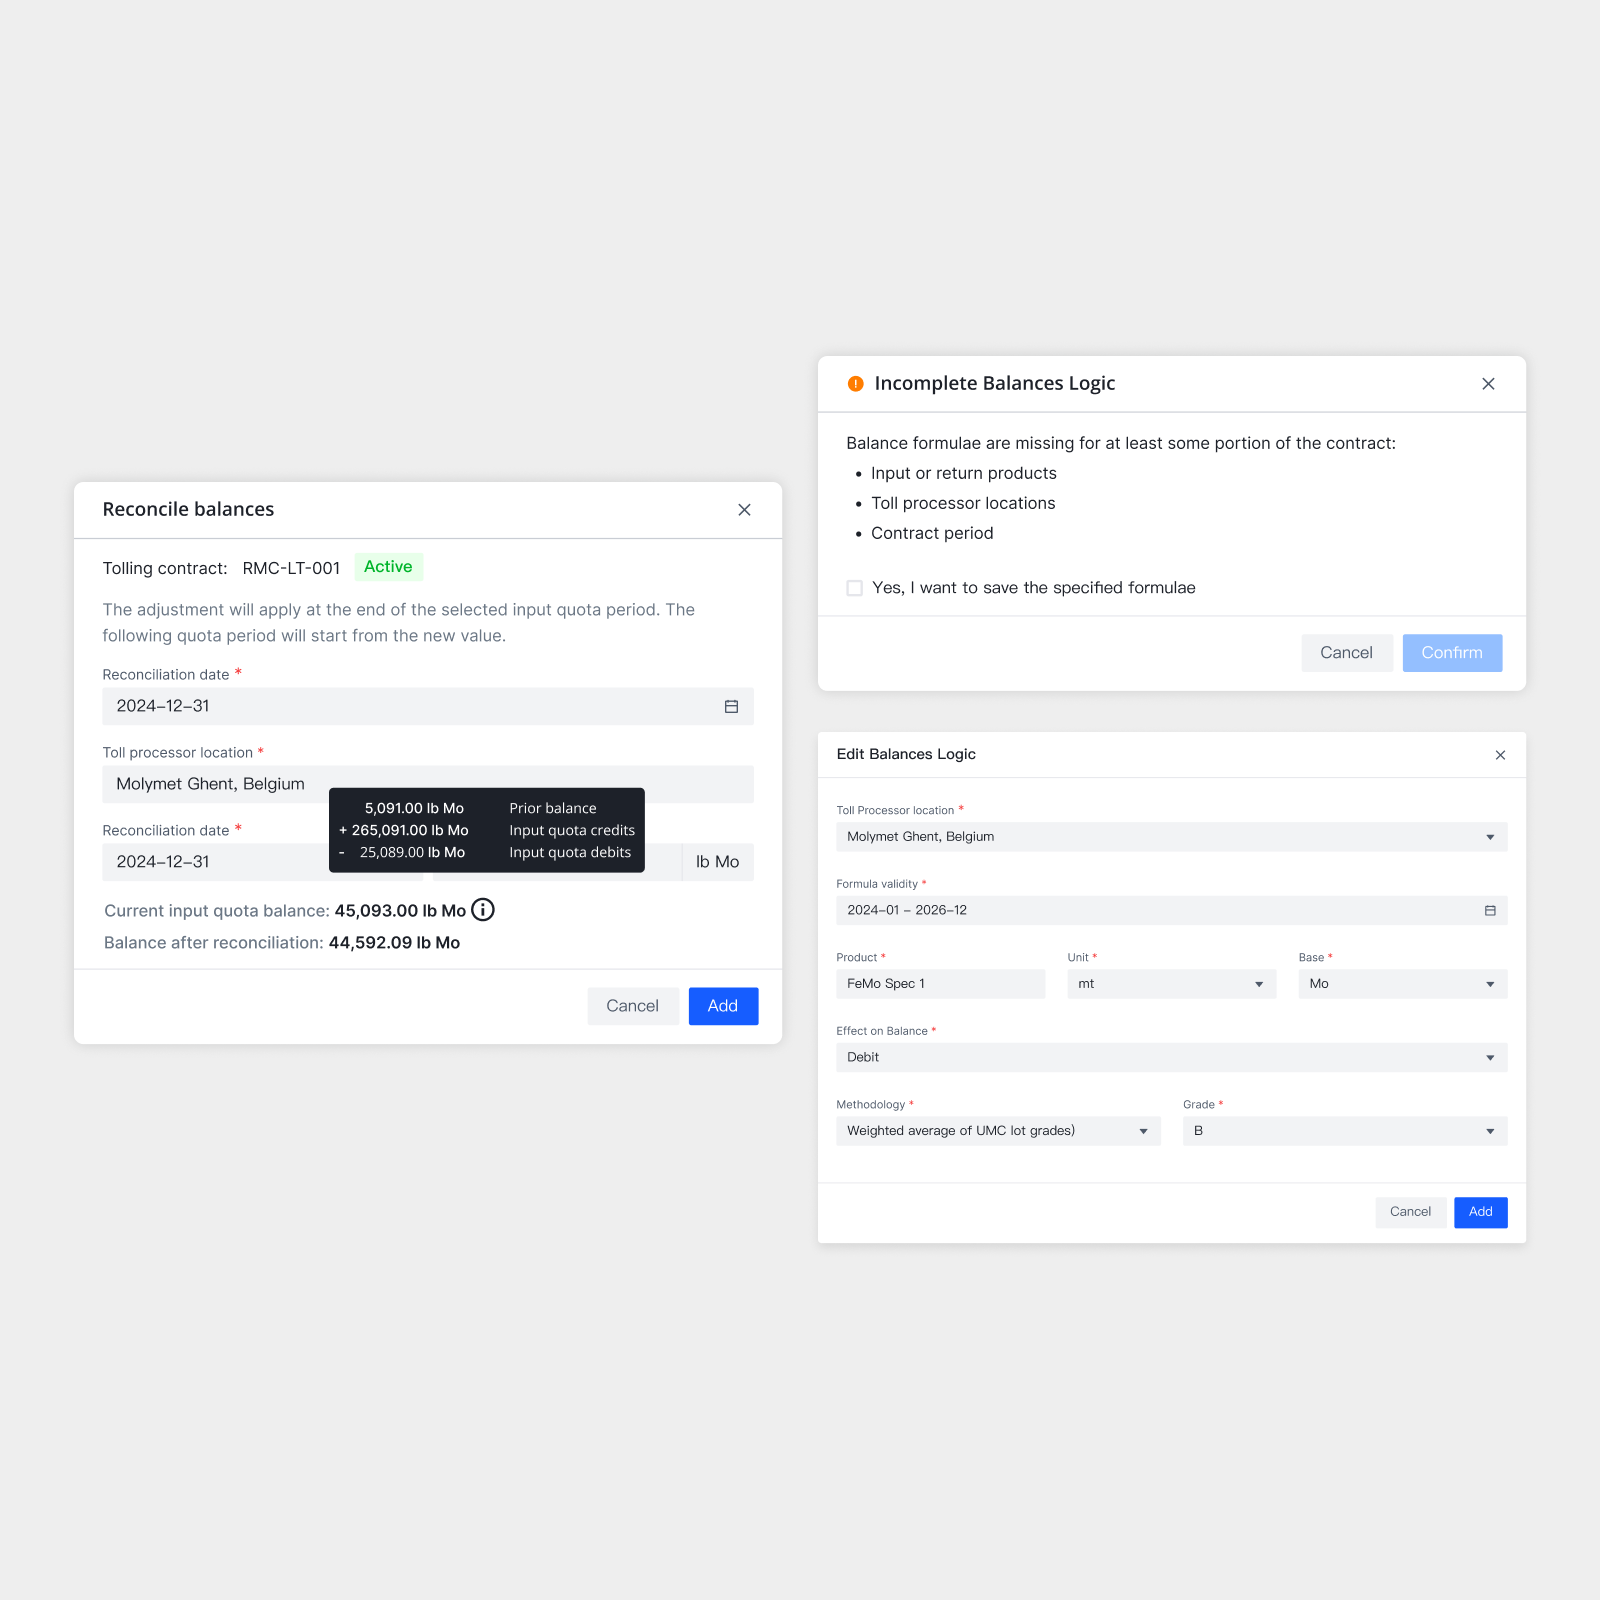 Reconcile balances
Tolling contract: RMC-LT-001 Active
The adjustment will apply at the end of the selected input quota period. The
following quota period will start from the new value.
Reconciliation date *
2024-12-31
Toll processor location *
Molymet Ghent, Belgium
5,091.00 lb Mo Prior balance
+ 265,091.00 lb Mo Input quota credits
- 25,089.00 lb Mo Input quota debits
Reconciliation date *
2024-12-31
lb Mo
Current input quota balance: 45,093.00 lb Mo
Balance after reconciliation: 44,592.09 lb Mo
Cancel Add
Incomplete Balances Logic
Balance formulae are missing for at least some portion of the contract:
• Input or return products
• Toll processor locations
• Contract period
Yes, I want to save the specified formulae
Cancel Confirm
Edit Balances Logic
Toll Processor location *
Molymet Ghent, Belgium
Formula validity *
2024-01 – 2026-12
Product * Unit * Base *
FeMo Spec 1 mt Mo
Effect on Balance *
Debit
Methodology * Grade *
Weighted average of UMC lot grades) B
Cancel Add